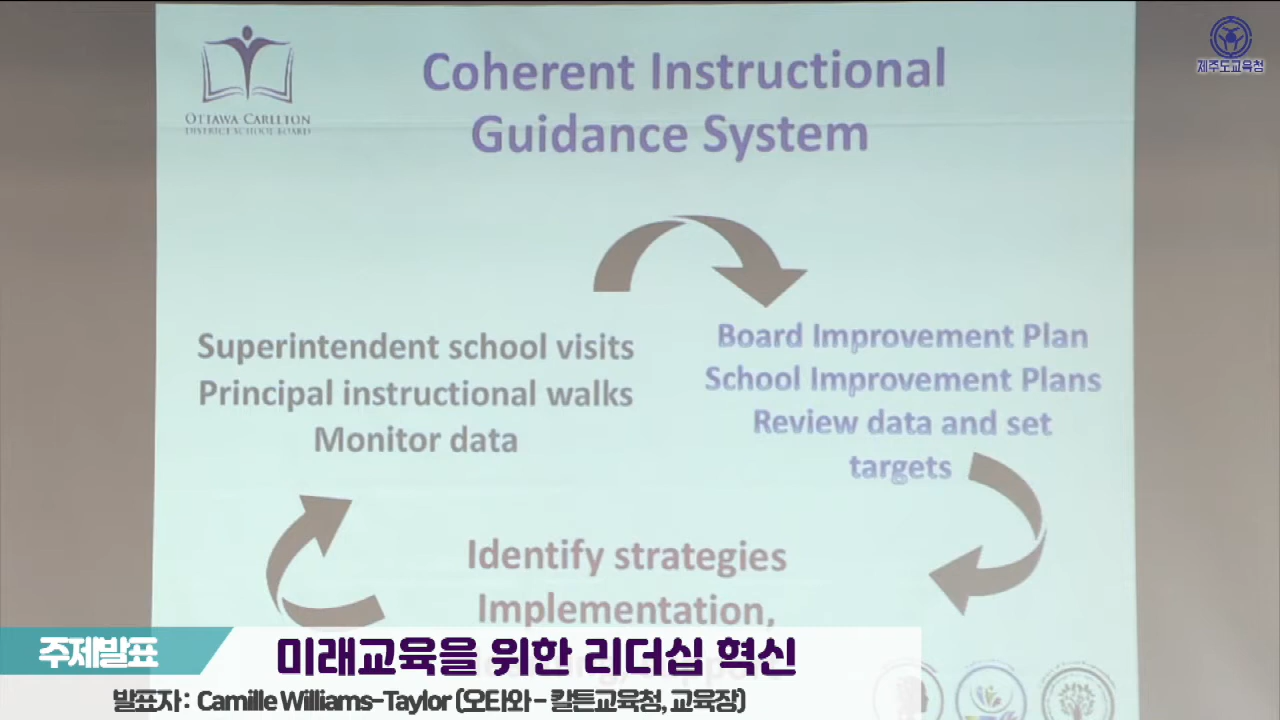 OTTAWA CARLETON
DISTRICT SCHOOL BOARD
Coherent Instructional
Guidance System
제주도교육청
Superintendent school visits
Principal instructional walks
Monitor data
Board Improvement Plan
School Improvement Plans
Review data and set
targets
Identify strategies
Implementation,
주제발표
미래교육을 위한 리더십 혁신
발표자 : Camille Williams-Taylor (오타와 - 칼튼교육청, 교육장)